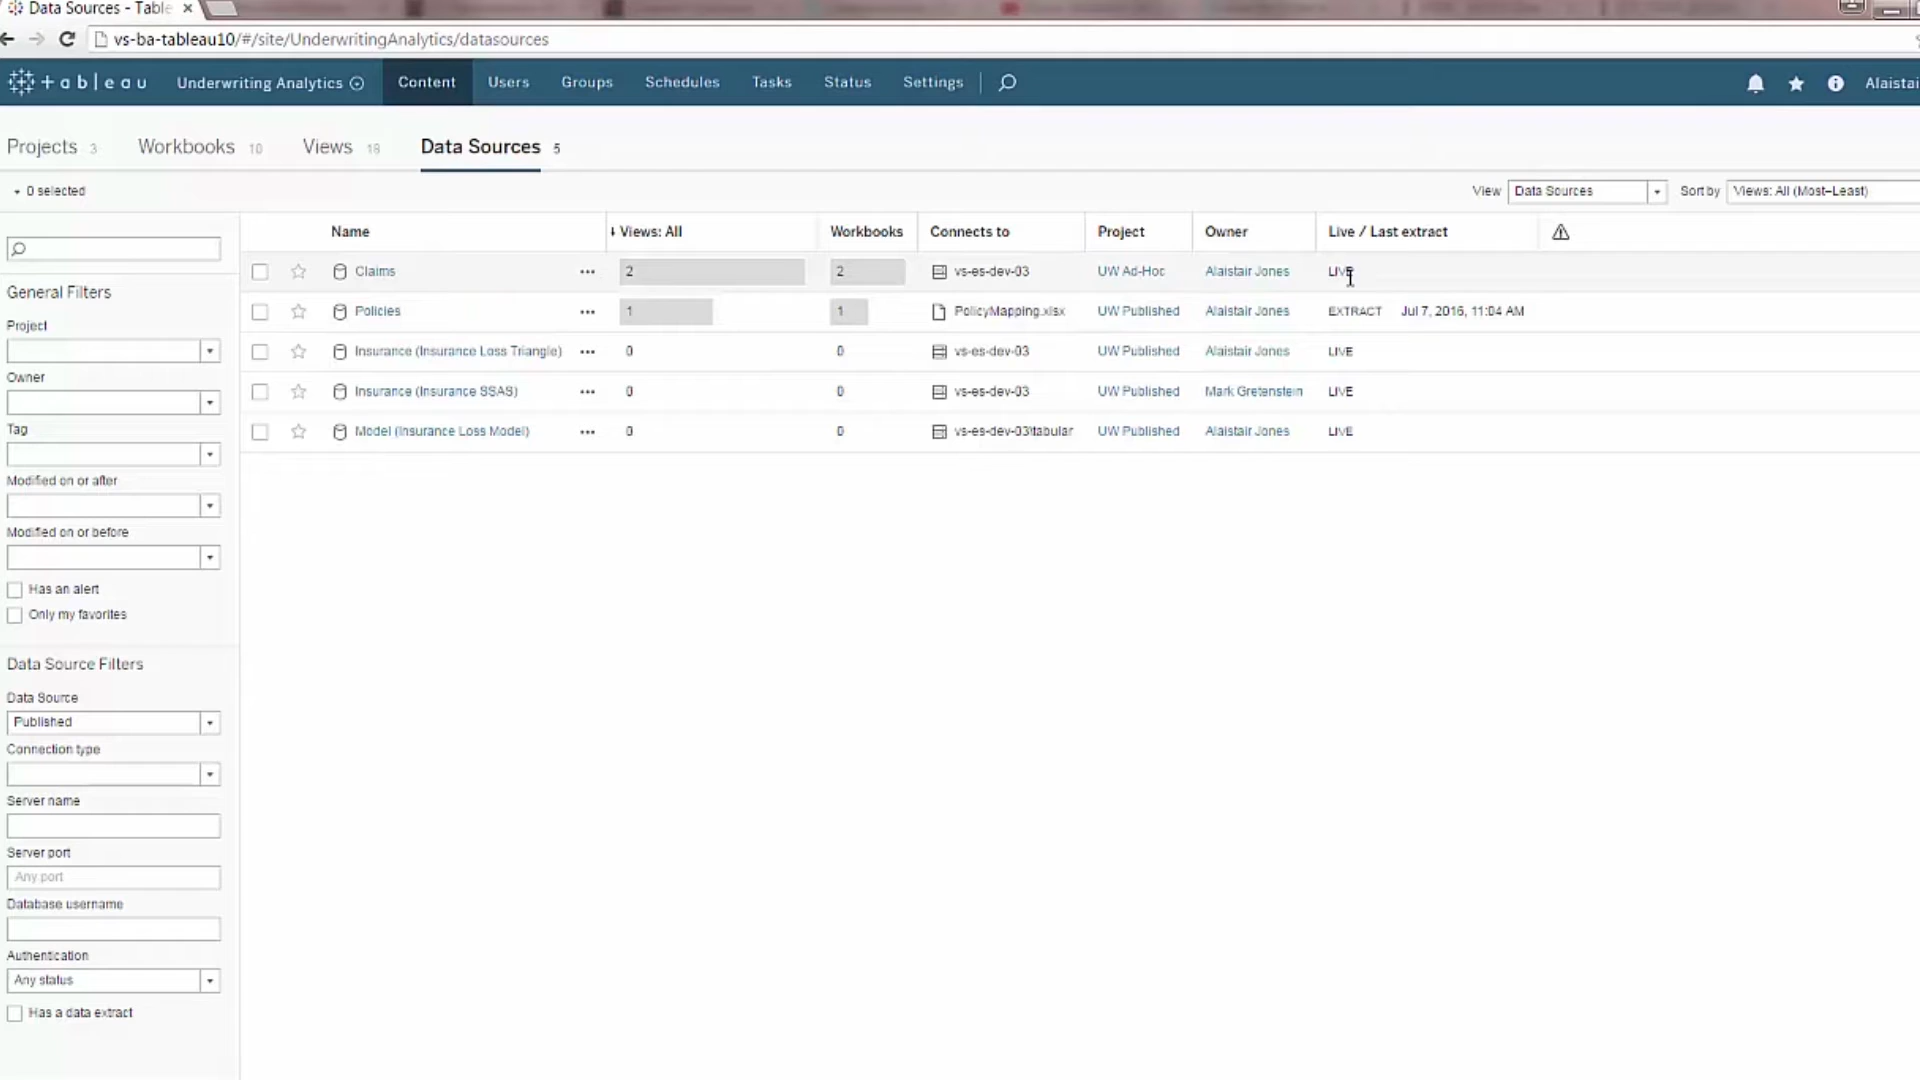 Data Sources - Table
vs-ba-tableau10/#/site/UnderwritingAnalytics/datasources
+ableau Underwriting Analytics Content Users Groups Schedules Tasks Status Settings Alaistai
Projects 3 Workbooks 10 Views 18 Data Sources 5
0 selected View Data Sources Sort by Views: All (Most–Least)
Name Views: All Workbooks Connects to Project Owner Live / Last extract
Claims 2 2 vs-es-dev-03 UW Ad-Hoc Alaistair Jones LIVE
Policies 1 1 PolicyMapping.xlsx UW Published Alaistair Jones EXTRACT Jul 7, 2016, 11:04 AM
Insurance (Insurance Loss Triangle) 0 0 vs-es-dev-03 UW Published Alaistair Jones LIVE
Insurance (Insurance SSAS) 0 0 vs-es-dev-03 UW Published Mark Gretenstein LIVE
Model (Insurance Loss Model) 0 0 vs-es-dev-03\tabular UW Published Alaistair Jones LIVE
General Filters
Project
Owner
Tag
Modified on or after
Modified on or before
Has an alert
Only my favorites
Data Source Filters
Data Source
Published
Connection type
Server name
Server port
Any port
Database username
Authentication
Any status
Has a data extract